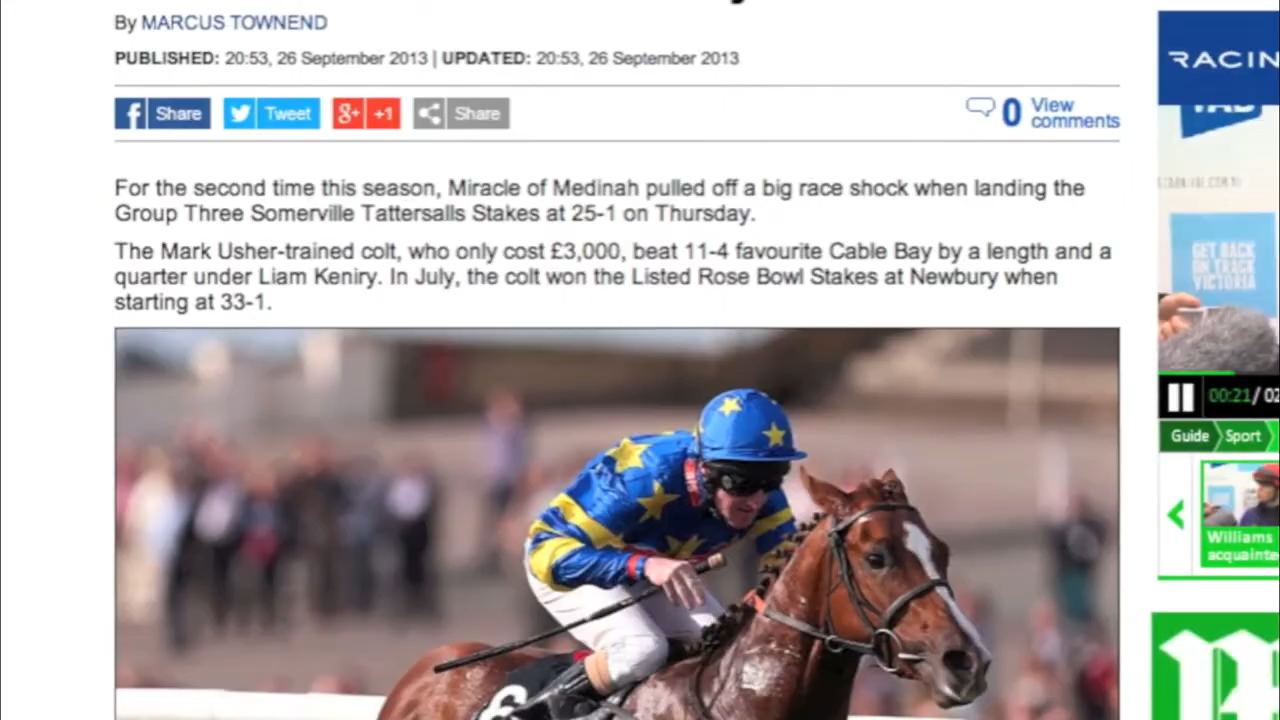 By MARCUS TOWNEND
PUBLISHED: 20:53, 26 September 2013 | UPDATED: 20:53, 26 September 2013
Share
Tweet
8+ +1
Share
0 View
comments
For the second time this season, Miracle of Medinah pulled off a big race shock when landing the
Group Three Somerville Tattersalls Stakes at 25-1 on Thursday.
The Mark Usher-trained colt, who only cost £3,000, beat 11-4 favourite Cable Bay by a length and a
quarter under Liam Keniry. In July, the colt won the Listed Rose Bowl Stakes at Newbury when
starting at 33-1.
RACIN
TAB
GET BACK
ON TRACK
VICTORIA
00:21 / 02
Guide Sport
Williams
acquainte
6